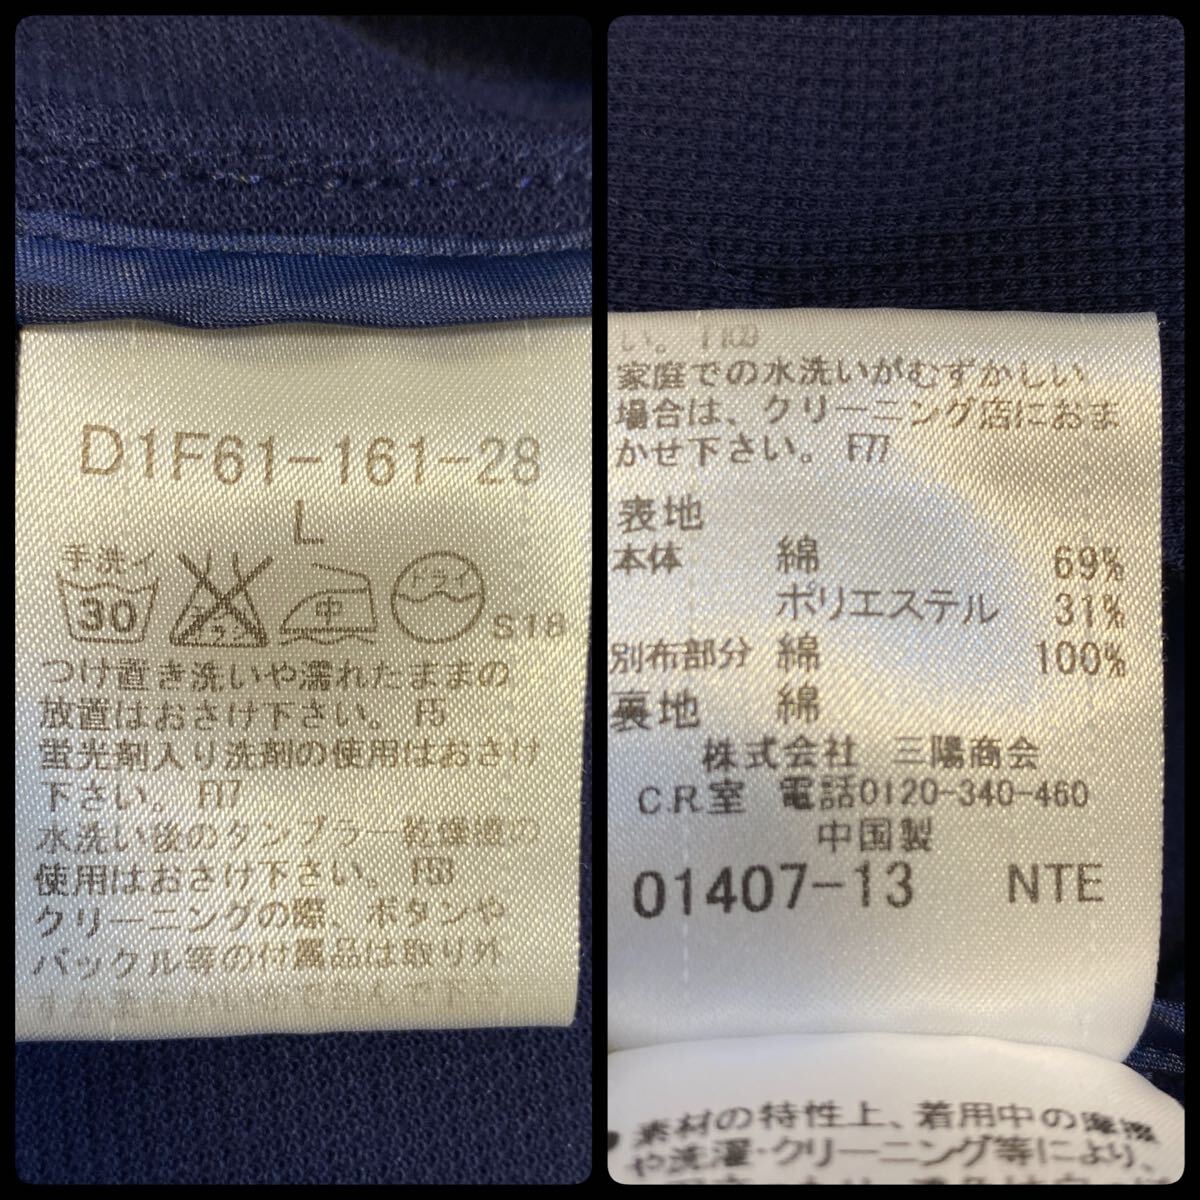 D1F61-161-28
L
手洗イ
30
エンソ
中
ドライ
S18
つけ置き洗いや濡れたままの
放置はおさけ下さい。 F5
蛍光剤入り洗剤の使用はおさけ
下さい。 F17
水洗い後のタンブラー乾燥は
使用はおさけ下さい。 F53
クリーニングの際、ボタンや
バックル等の付属品は取り外
い。
家庭での水洗いがむずかしい
場合は、クリーニング店におま
かせ下さい。 F77
表地
本体 綿 69%
ポリエステル 31%
別布部分 綿 100%
裏地 綿
株式会社 三陽商会
C.R.室 電話0120-340-460
中国製
01407-13 NTE
素材の特性上、着用中の摩擦
や洗濯・クリーニング等により、